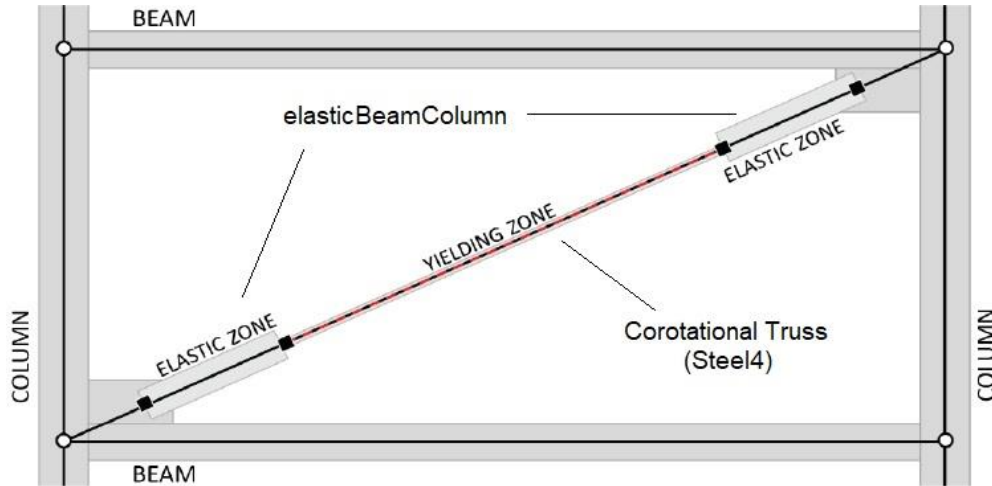 BEAM
elasticBeamColumn
ELASTIC ZONE
YIELDING ZONE
COLUMN
ELASTIC ZONE
Corotational Truss
(Steel4)
COLUMN
BEAM